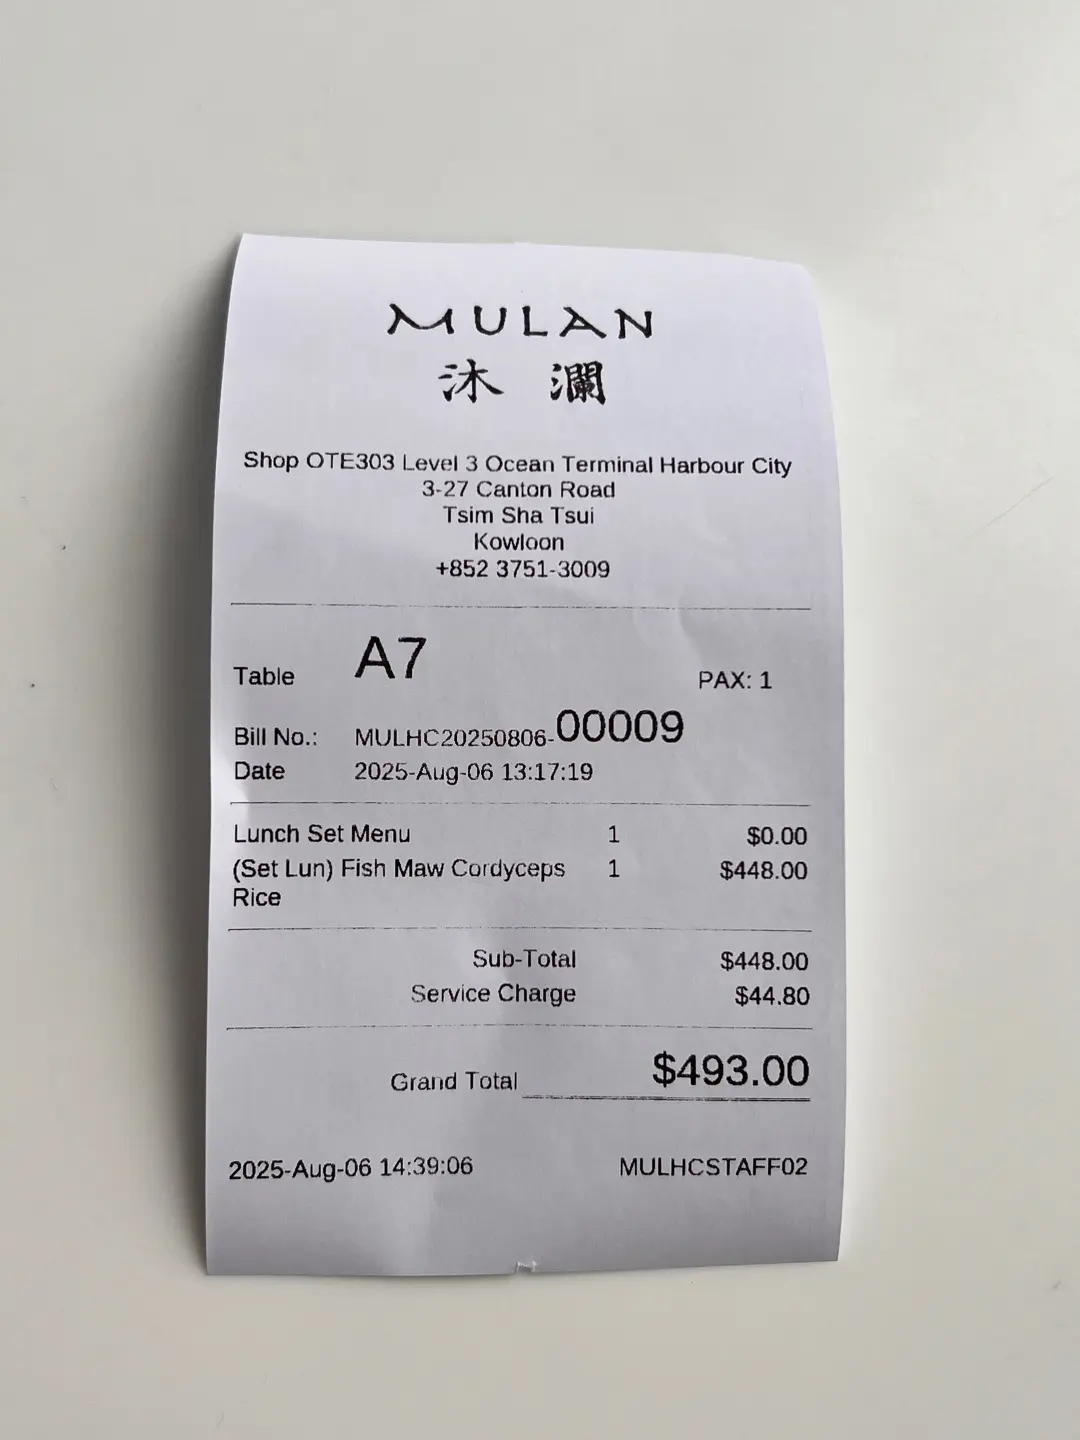 MULAN
沐 瀾
Shop OTE303 Level 3 Ocean Terminal Harbour City
3-27 Canton Road
Tsim Sha Tsui
Kowloon
+852 3751-3009
Table A7 PAX: 1
Bill No.: MULHC20250806-00009
Date 2025-Aug-06 13:17:19
Lunch Set Menu 1 $0.00
(Set Lun) Fish Maw Cordyceps 1 $448.00
Rice
Sub-Total $448.00
Service Charge $44.80
Grand Total $493.00
2025-Aug-06 14:39:06 MULHCSTAFF02